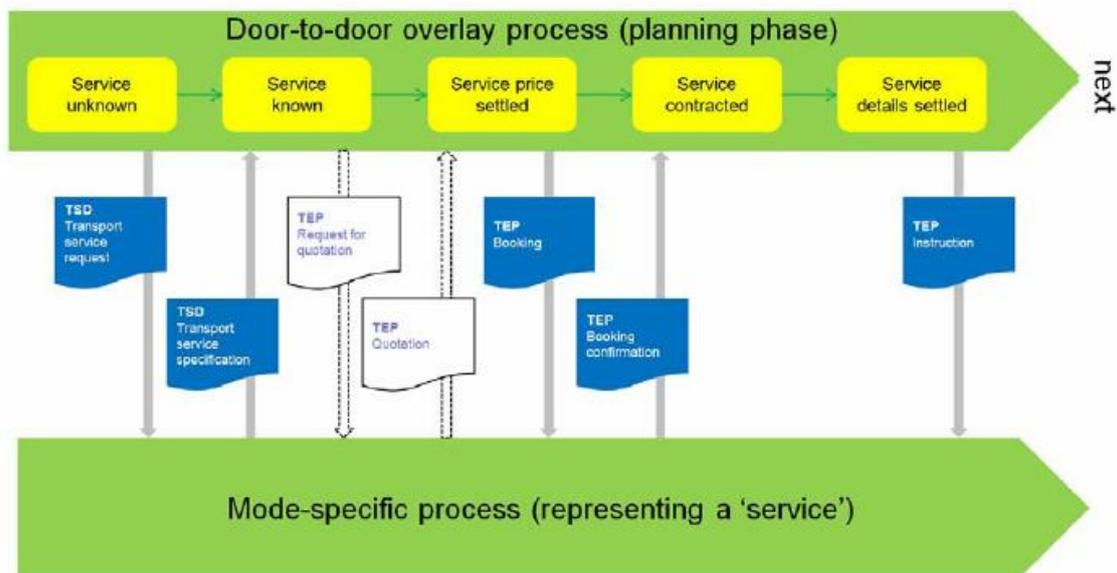 Door-to-door overlay process (planning phase)
Service
unknown
Service
known
Service price
settled
Service
contracted
Service
details settled
next
TSD
Transport
service
request
TSD
Transport
service
specification
TEP
Request for
quotation
TEP
Quotation
TEP
Booking
TEP
Booking
confirmation
TEP
Instruction
Mode-specific process (representing a ‘service’)